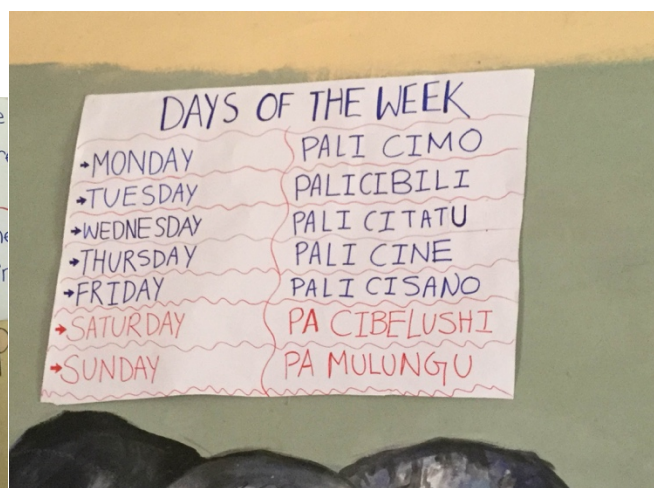 DAYS OF THE WEEK
→MONDAY PALI CIMO
→TUESDAY PALICIBILI
→WEDNESDAY PALI CITATU
→THURSDAY PALI CINE
→FRIDAY PALI CISANO
→SATURDAY PA CIBELUSHI
→SUNDAY PA MULUNGU